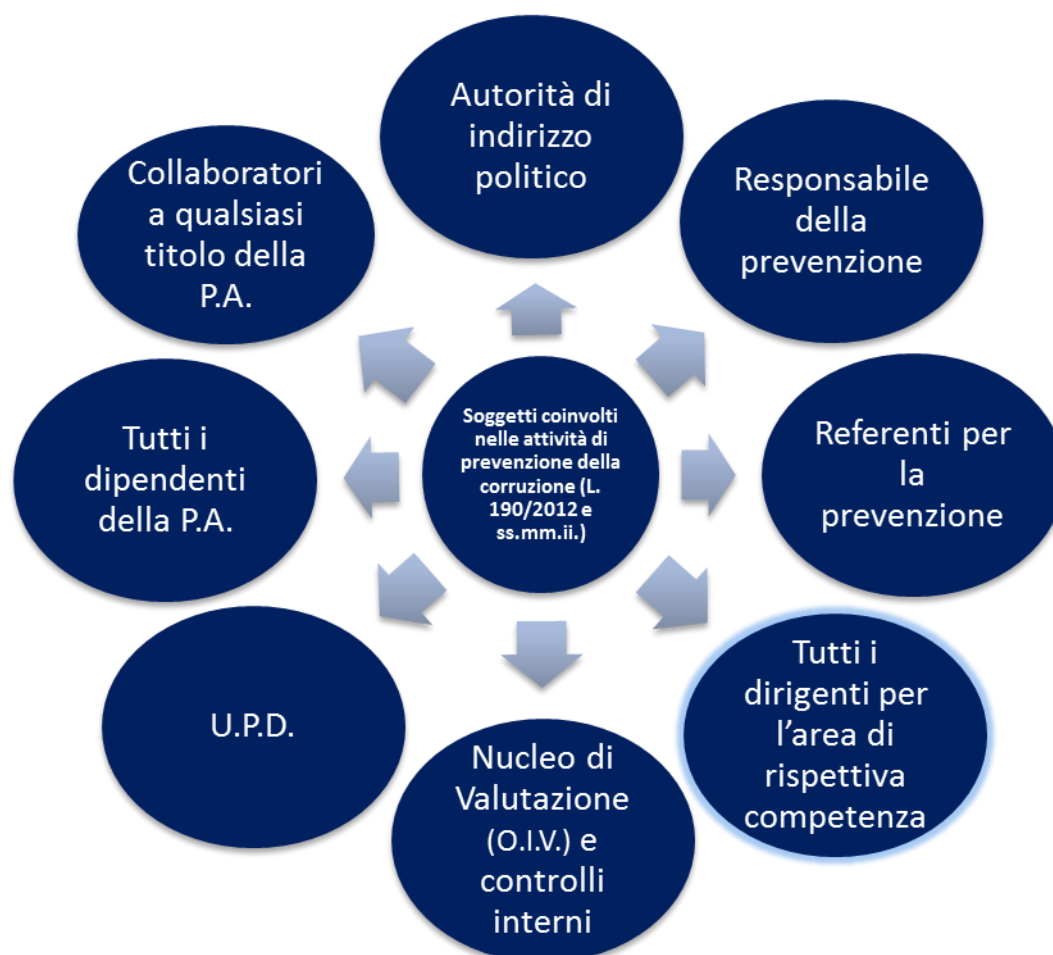 Autorità di
indirizzo
politico
Responsabile
della
prevenzione
Referenti per
la
prevenzione
Tutti i
dirigenti per
l’area di
rispettiva
competenza
Nucleo di
Valutazione
(O.I.V.) e
controlli
interni
U.P.D.
Tutti i
dipendenti
della P.A.
Collaboratori
a qualsiasi
titolo della
P.A.
Soggetti coinvolti
nelle attività di
prevenzione della
corruzione (L.
190/2012 e
ss.mm.ii.)